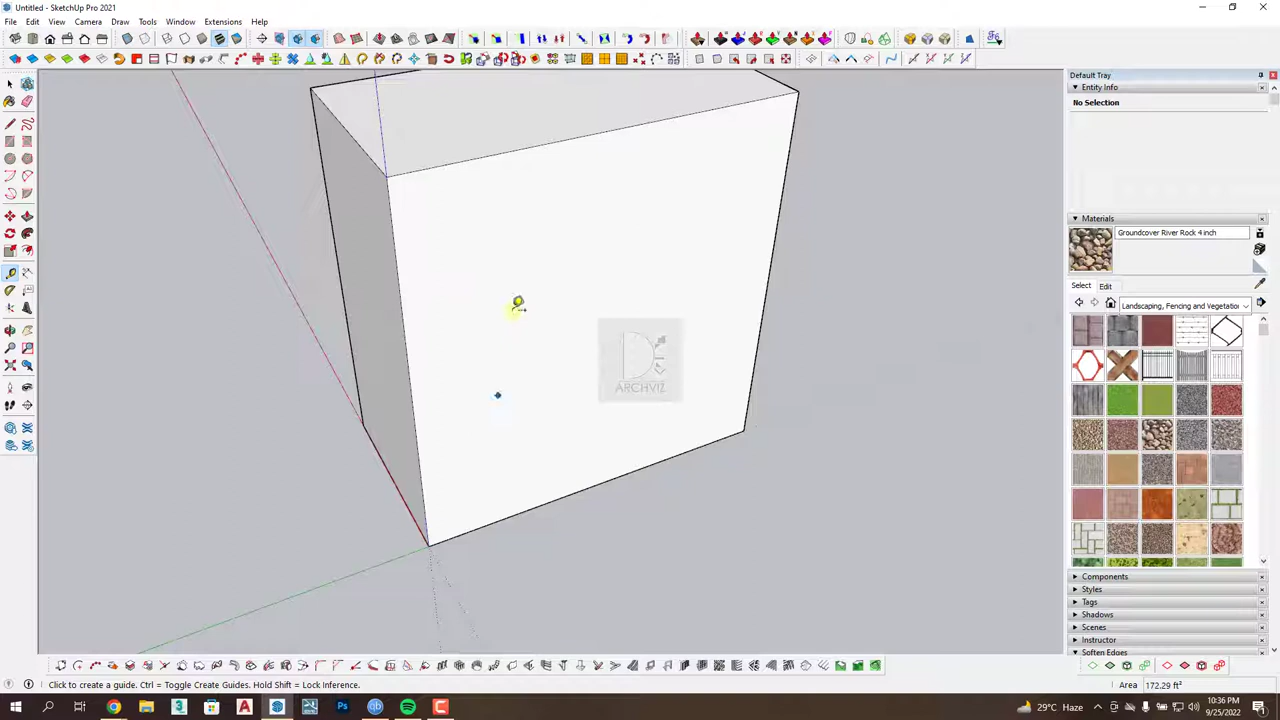 Untitled - SketchUp Pro 2021
File Edit View Camera Draw Tools Window Extensions Help
Default Tray
Entity Info
No Selection
Materials
Groundcover River Rock 4 inch
Select Edit
Landscaping, Fencing and Vegetation
D
ARCHVIZ
Components
Styles
Tags
Shadows
Scenes
Instructor
Soften Edges
Click to create a guide. Ctrl = Toggle Create Guides. Hold Shift = Lock Inference.
Area 172.29 ft²
29°C Haze
10:36 PM
9/25/2022